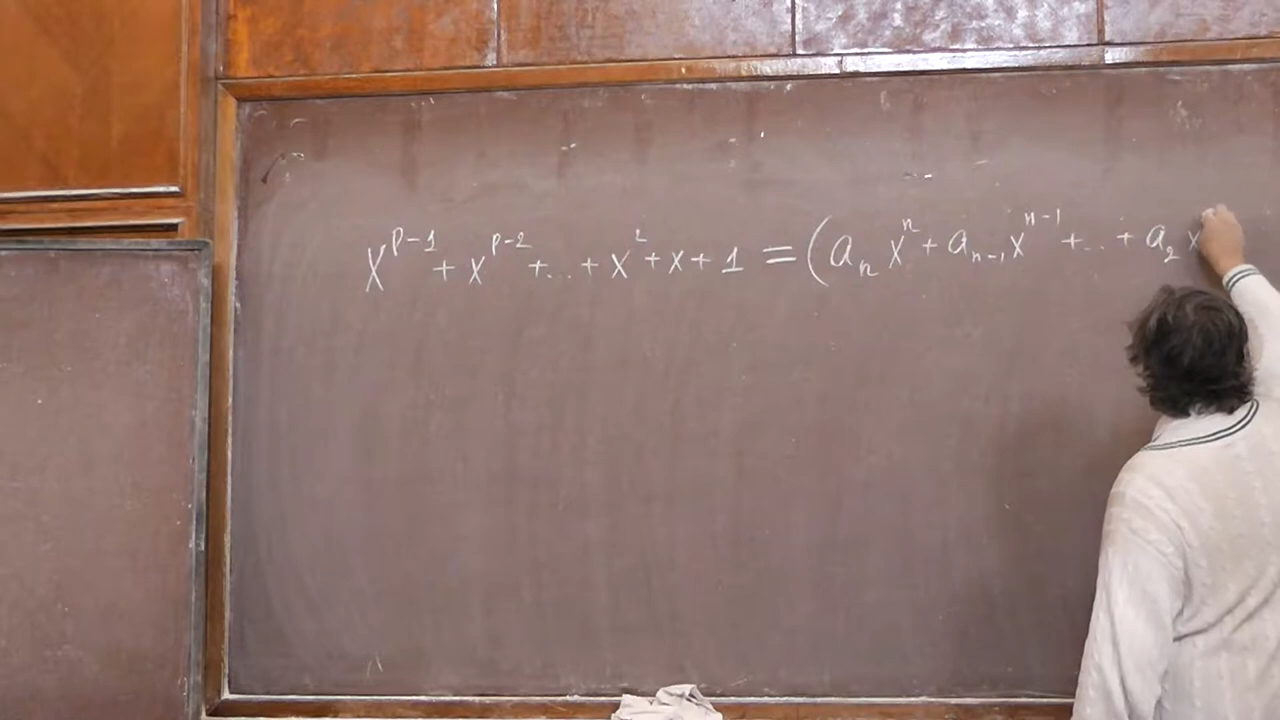 x^{p-1} + x^{p-2} + ... + x^2 + x + 1 = (a_n x^n + a_{n-1} x^{n-1} + ... + a_2 x